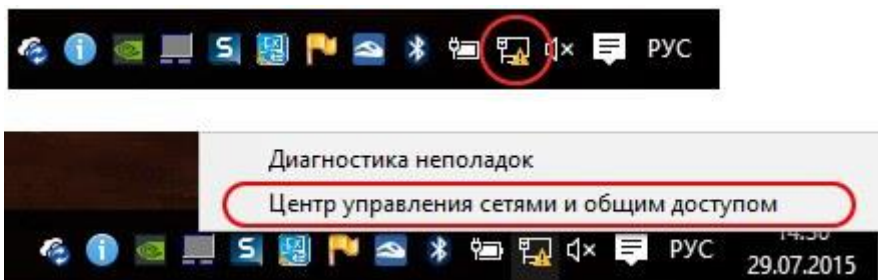 РУС
Диагностика неполадок
Центр управления сетями и общим доступом
РУС
29.07.2015